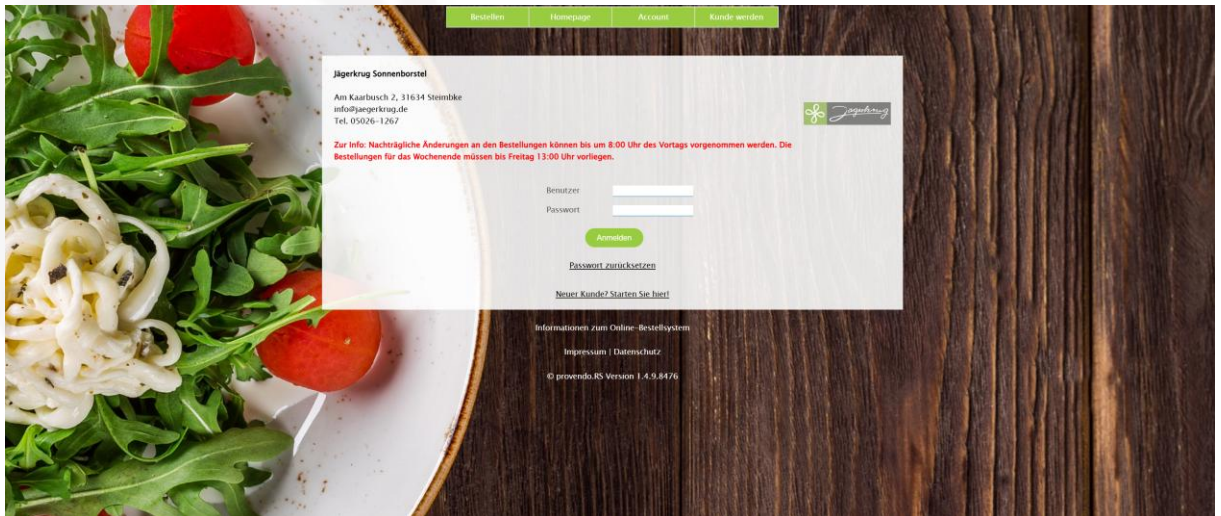 Bestellen Homepage Account Kunde werden
Jägerkrug Sonnenborstel
Am Kaarbusch 2, 31634 Steimbke
info@jaegerkrug.de
Tel. 05026-1267
Jägerkrug
Zur Info: Nachträgliche Änderungen an den Bestellungen können bis um 8:00 Uhr des Vortags vorgenommen werden. Die
Bestellungen für das Wochenende müssen bis Freitag 13:00 Uhr vorliegen.
Benutzer
Passwort
Anmelden
Passwort zurücksetzen
Neuer Kunde? Starten Sie hier!
Informationen zum Online-Bestellsystem
Impressum | Datenschutz
© provendo.RS Version 1.4.9.8476